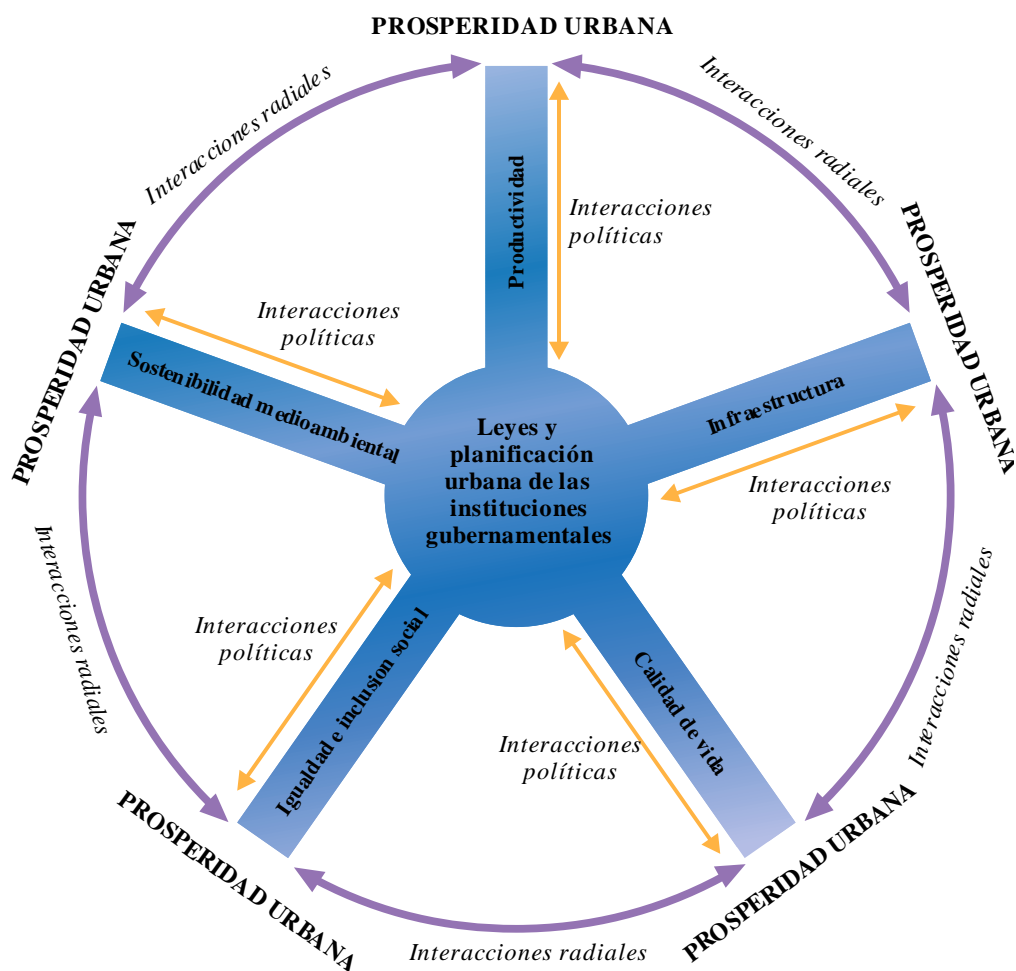 PROSPERIDAD URBANA
Interacciones radiales
Interacciones radiales
Productividad
Interacciones
políticas
PROSPERIDAD URBANA
PROSPERIDAD URBANA
Interacciones
políticas
Sostenibilidad medioambiental
Infraestructura
Leyes y
planificación
urbana de las
instituciones
gubernamentales
Interacciones
políticas
Interacciones radiales
Interacciones radiales
Interacciones
políticas
Igualdad e inclusion social
Calidad de vida
Interacciones
políticas
PROSPERIDAD URBANA
PROSPERIDAD URBANA
Interacciones radiales